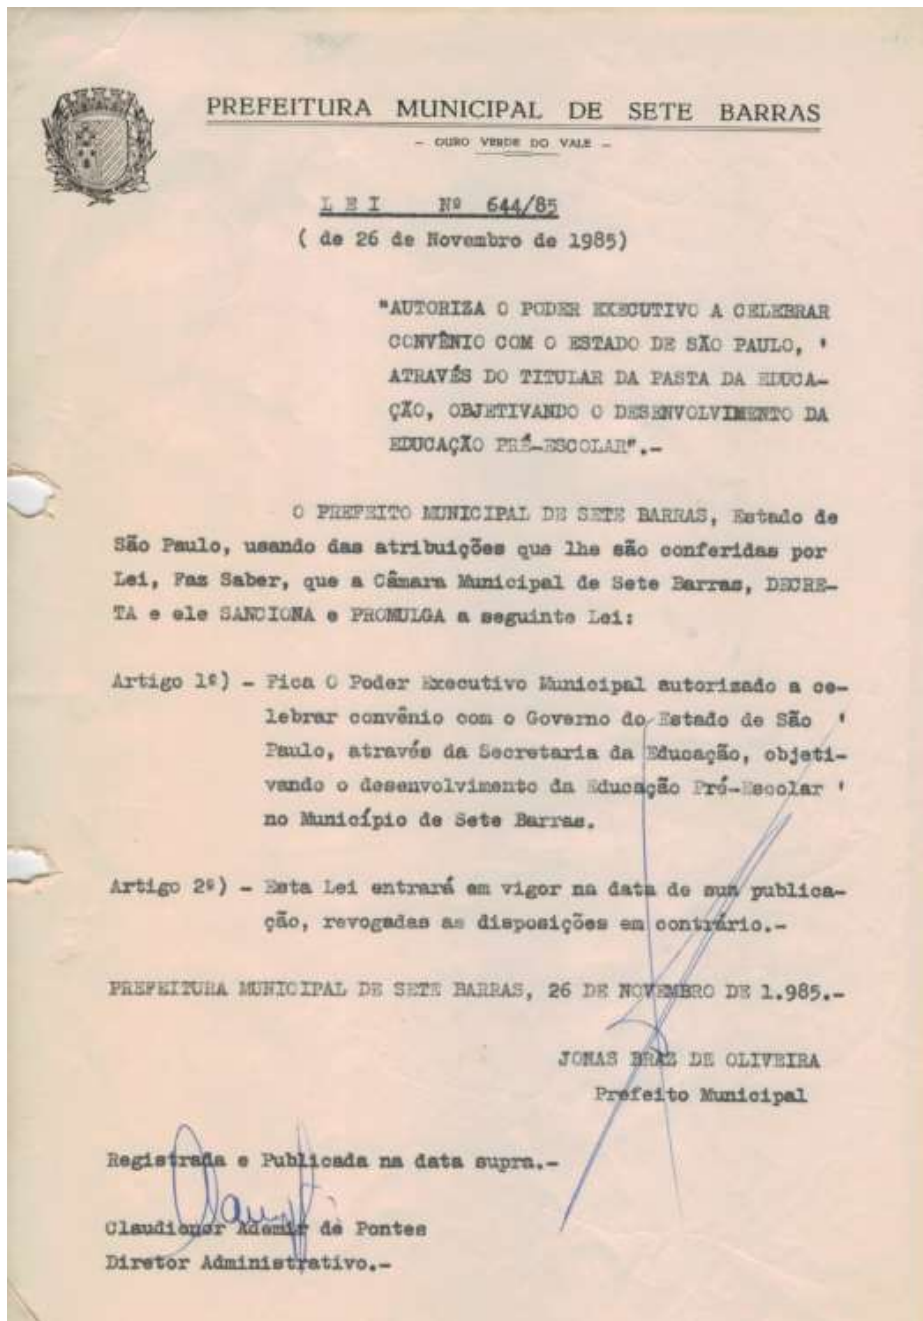 PREFEITURA MUNICIPAL DE SETE BARRAS
- OURO VERDE DO VALE -
L E I Nº 644/85
( de 26 de Novembro de 1985)
"AUTORIZA O PODER EXECUTIVO A CELEBRAR
CONVÊNIO COM O ESTADO DE SÃO PAULO, '
ATRAVÉS DO TITULAR DA PASTA DA EDUCA-
ÇÃO, OBJETIVANDO O DESENVOLVIMENTO DA
EDUCAÇÃO PRÉ-ESCOLAR".-
O PREFEITO MUNICIPAL DE SETE BARRAS, Estado de
São Paulo, usando das atribuições que lhe são conferidas por
Lei, Faz Saber, que a Câmara Municipal de Sete Barras, DECRE-
TA e ele SANCIONA e PROMULGA a seguinte Lei:
Artigo 1º) - Fica O Poder Executivo Municipal autorizado a ce-
lebrar convênio com o Governo do Estado de São '
Paulo, através da Secretaria da Educação, objeti-
vando o desenvolvimento da Educação Pré-Escolar '
no Município de Sete Barras.
Artigo 2º) - Esta Lei entrará em vigor na data de sua publica-
ção, revogadas as disposições em contrário.-
PREFEITURA MUNICIPAL DE SETE BARRAS, 26 DE NOVEMBRO DE 1.985.-
JONAS BRAZ DE OLIVEIRA
Prefeito Municipal
Registrada e Publicada na data supra.-
Claudionor Ademir de Pontes
Diretor Administrativo.-